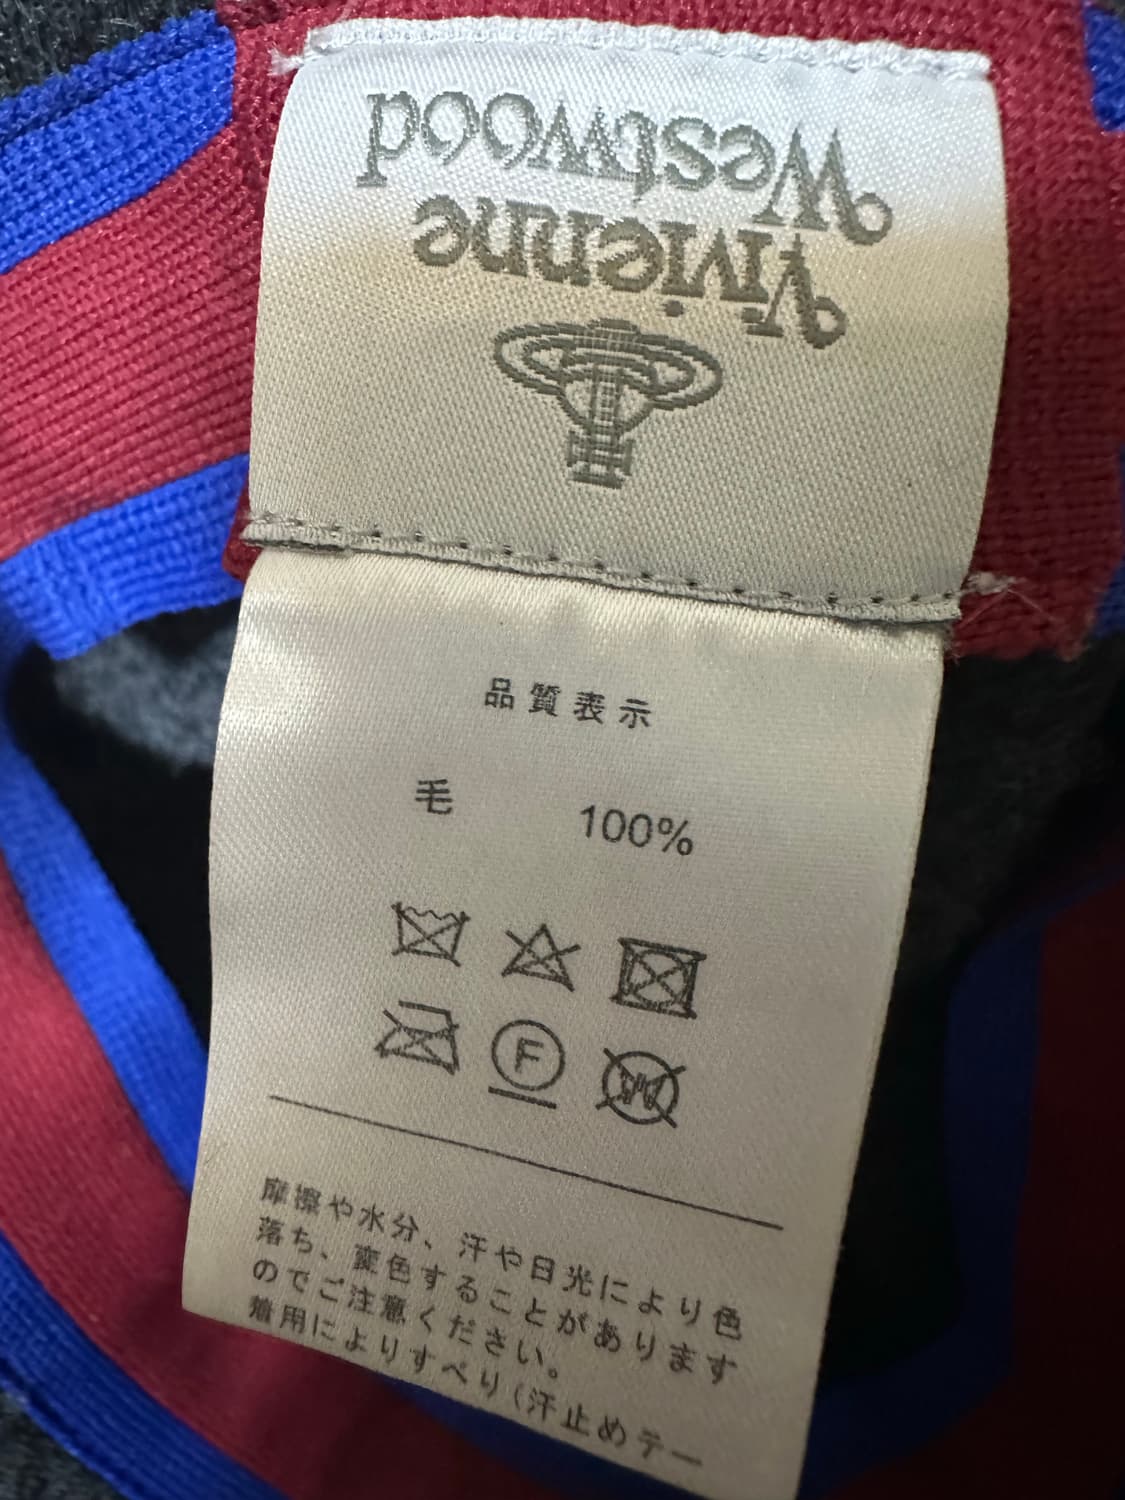 Vivienne
Westwood
品質表示
毛 100%
F
W
摩擦や水分、汗や日光により色
落ち、変色することがあります
のでご注意ください。
着用によりすべり(汗止めテー